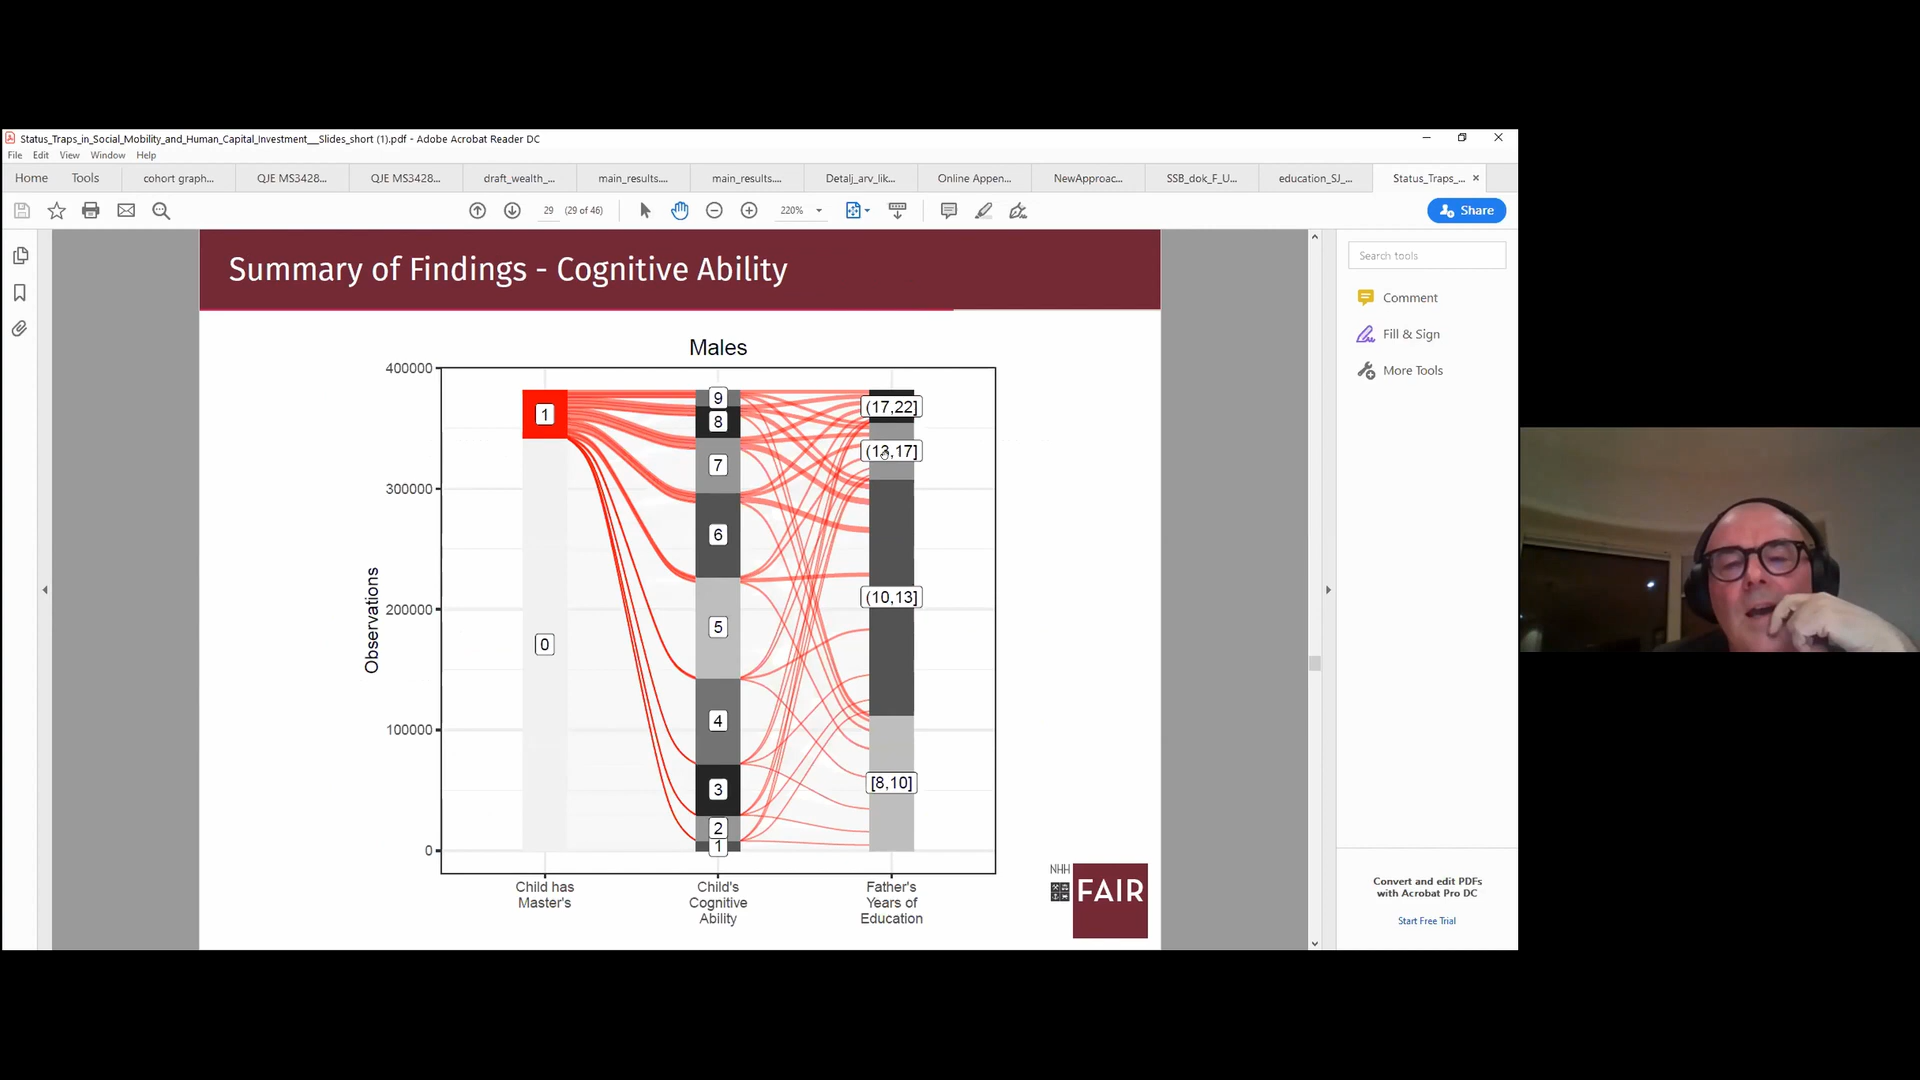 Status_Traps_in_Social_Mobility_and_Human_Capital_Investment__Slides_short (1).pdf - Adobe Acrobat Reader DC
File Edit View Window Help
Home Tools cohort graph... QJE MS3428... QJE MS3428... draft_wealth_... main_results.... main_results.... Detalj_arv_lik... Online Appen... NewApproac... SSB_dok_F_U... education_SJ_... Status_Traps_... ×
29 (29 of 46) 220% Share
Search tools
Comment
Fill & Sign
More Tools
Convert and edit PDFs
with Acrobat Pro DC
Start Free Trial
Summary of Findings - Cognitive Ability
Males
Observations
400000
300000
200000
100000
0
1
0
9
8
7
6
5
4
3
2
1
(17,22]
(13,17]
(10,13]
[8,10]
Child has
Master's
Child's
Cognitive
Ability
Father's
Years of
Education
NHH
FAIR